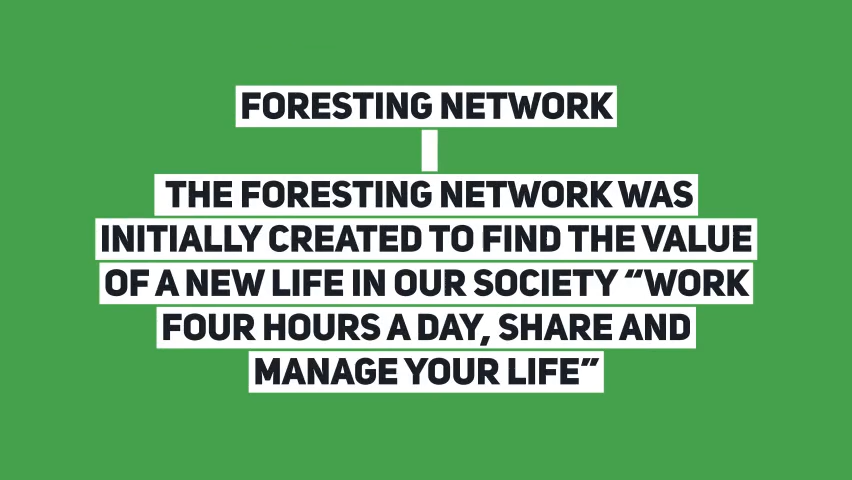 FORESTING NETWORK
THE FORESTING NETWORK WAS
INITIALLY CREATED TO FIND THE VALUE
OF A NEW LIFE IN OUR SOCIETY “WORK
FOUR HOURS A DAY, SHARE AND
MANAGE YOUR LIFE”